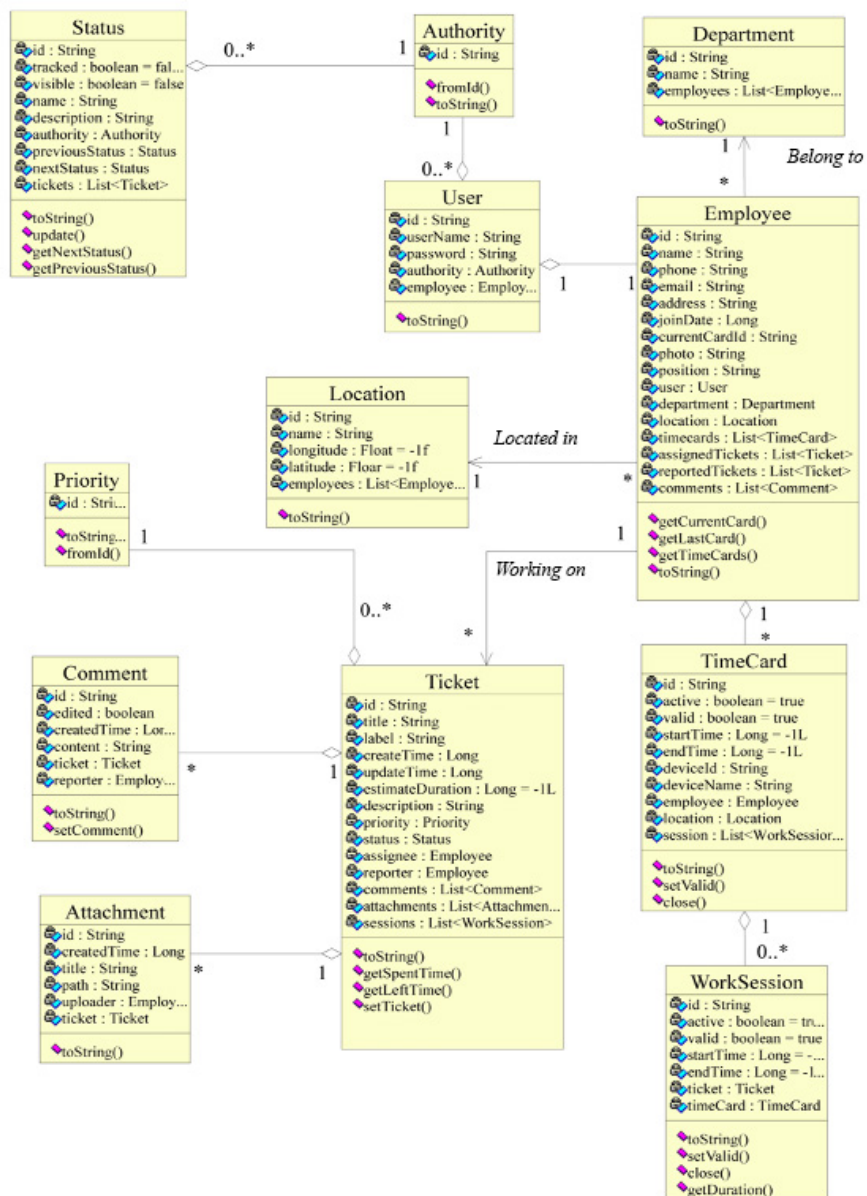 Status
id : String
tracked : boolean = fal...
visible : boolean = false
name : String
description : String
authority : Authority
previousStatus : Status
nextStatus : Status
tickets : List<Ticket>
toString()
update()
getNextStatus()
getPreviousStatus()
0..*
1
Authority
id : String
fromId()
toString()
1
0..*
Department
id : String
name : String
employees : List<Employe...
toString()
1
Belong to
*
User
id : String
userName : String
password : String
authority : Authority
employee : Employ...
toString()
1
1
Employee
id : String
name : String
phone : String
email : String
address : String
joinDate : Long
currentCardId : String
photo : String
position : String
user : User
department : Department
location : Location
timecards : List<TimeCard>
assignedTickets : List<Ticket>
reportedTickets : List<Ticket>
comments : List<Comment>
getCurrentCard()
getLastCard()
getTimeCards()
toString()
Location
id : String
name : String
longitude : Float = -1f
latitude : Floar = -1f
employees : List<Employe...
toString()
Located in
1
*
Priority
id : Stri...
toString...
fromId()
1
0..*
1
Working on
*
1
*
Comment
id : String
edited : boolean
createdTime : Lor...
content : String
ticket : Ticket
reporter : Employ...
toString()
setComment()
*
1
Ticket
id : String
title : String
label : String
createTime : Long
updateTime : Long
estimateDuration : Long = -1L
description : String
priority : Priority
status : Status
assignee : Employee
reporter : Employee
comments : List<Comment>
attachments : List<Attachmen...
sessions : List<WorkSession>
toString()
getSpentTime()
getLeftTime()
setTicket()
TimeCard
id : String
active : boolean = true
valid : boolean = true
startTime : Long = -1L
endTime : Long = -1L
deviceId : String
deviceName : String
employee : Employee
location : Location
session : List<WorkSession...
toString()
setValid()
close()
Attachment
id : String
createdTime : Long
title : String
path : String
uploader : Employ...
ticket : Ticket
toString()
*
1
1
0..*
WorkSession
id : String
active : boolean = tru...
valid : boolean = true
startTime : Long = -...
endTime : Long = -1...
ticket : Ticket
timeCard : TimeCard
toString()
setValid()
close()
getDuration()